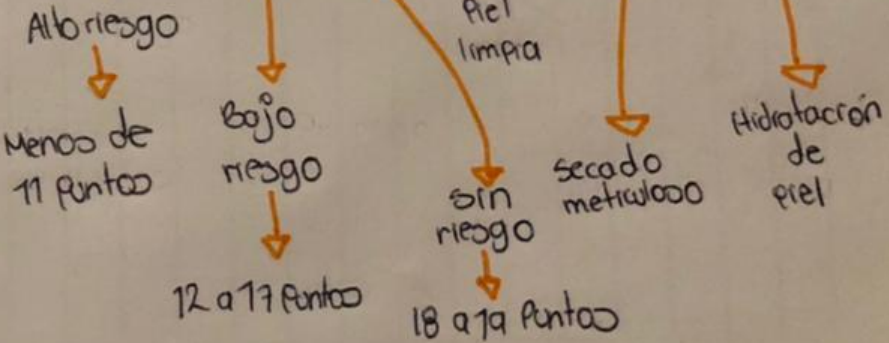 Alto riesgo
Menos de
11 puntos
Bajo
riesgo
12 a 17 Puntos
Piel
limpia
sin
riesgo
18 a 19 Puntos
secado
meticuloso
Hidratación
de
piel